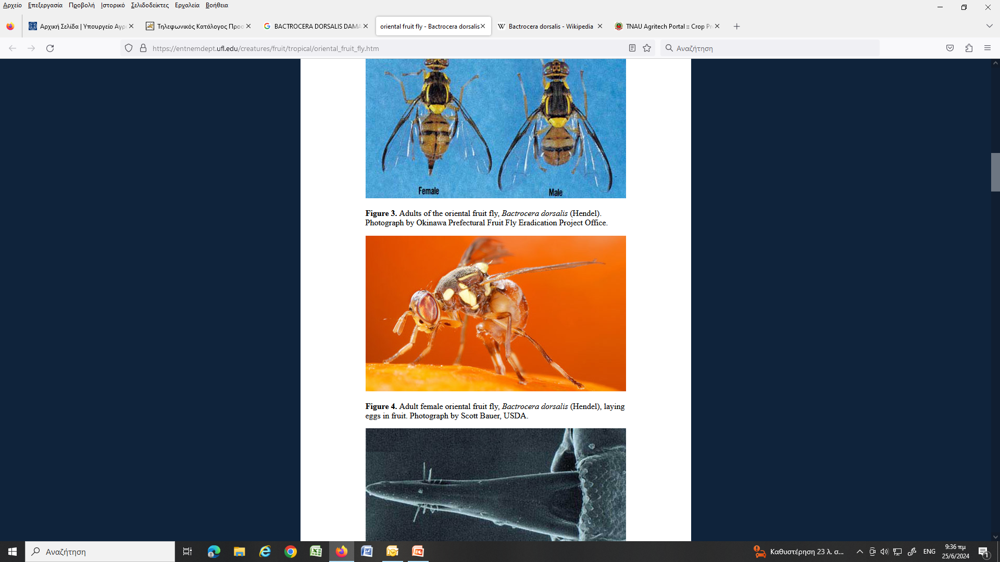 Αρχείο Επεξεργασία Προβολή Ιστορικό Σελιδοδείκτες Εργαλεία Βοήθεια
Αρχική Σελίδα | Υπουργείο Αγρο
Τηλεφωνικός Κατάλογος Προσ
BACTROCERA DORSALIS DAMA
oriental fruit fly - Bactrocera dorsalis
Bactrocera dorsalis - Wikipedia
TNAU Agritech Portal :: Crop Pr
https://entnemdept.ufl.edu/creatures/fruit/tropical/oriental_fruit_fly.htm
Αναζήτηση
Female
Male
Figure 3. Adults of the oriental fruit fly, Bactrocera dorsalis (Hendel).
Photograph by Okinawa Prefectural Fruit Fly Eradication Project Office.
Figure 4. Adult female oriental fruit fly, Bactrocera dorsalis (Hendel), laying
eggs in fruit. Photograph by Scott Bauer, USDA.
Αναζήτηση
Καθυστέρηση 23 λ. σ...
ENG
9:36 πμ
25/6/2024
1